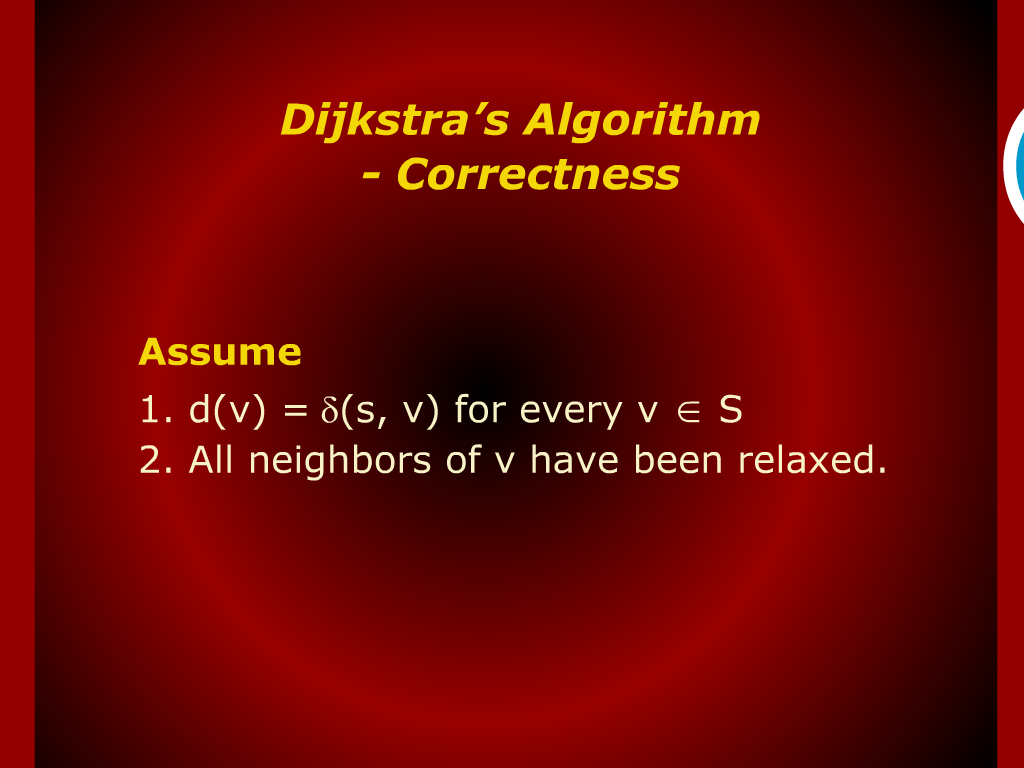 Dijkstra’s Algorithm
- Correctness
Assume
1. d(v) = δ(s, v) for every v ∈ S
2. All neighbors of v have been relaxed.